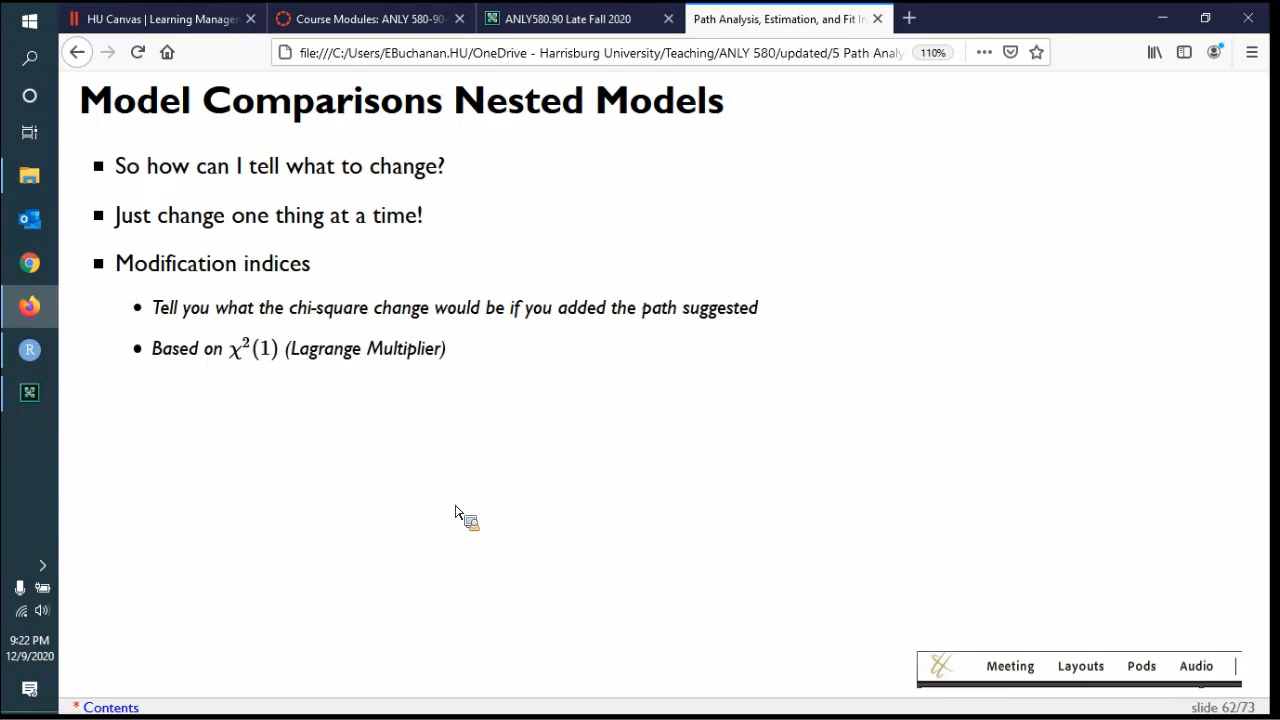 HU Canvas | Learning Manage
Course Modules: ANLY 580-90-
ANLY580.90 Late Fall 2020
Path Analysis, Estimation, and Fit In
file:///C:/Users/EBuchanan.HU/OneDrive - Harrisburg University/Teaching/ANLY 580/updated/5 Path Analy
110%
Model Comparisons Nested Models
So how can I tell what to change?
Just change one thing at a time!
Modification indices
Tell you what the chi-square change would be if you added the path suggested
Based on χ²(1) (Lagrange Multiplier)
9:22 PM
12/9/2020
Meeting Layouts Pods Audio
* Contents
slide 62/73